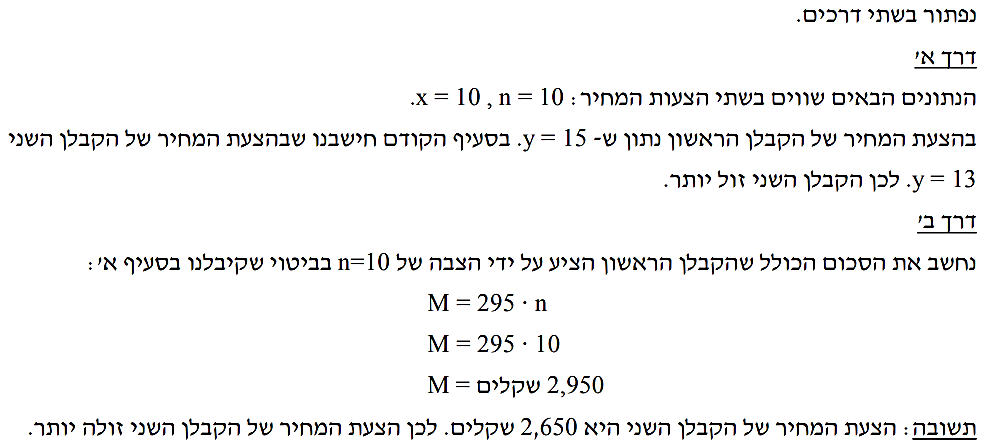 נפתור בשתי דרכים.
דרך א'
הנתונים הבאים שווים בשתי הצעות המחיר: x = 10 , n = 10.
בהצעת המחיר של הקבלן הראשון נתון ש- y = 15. בסעיף הקודם חישבנו שבהצעת המחיר של הקבלן השני
y = 13. לכן הקבלן השני זול יותר.
דרך ב'
נחשב את הסכום הכולל שהקבלן הראשון הציע על ידי הצבה של n=10 בביטוי שקיבלנו בסעיף א':
M = 295 · n
M = 295 · 10
M = 2,950 שקלים
תשובה: הצעת המחיר של הקבלן השני היא 2,650 שקלים. לכן הצעת המחיר של הקבלן השני זולה יותר.